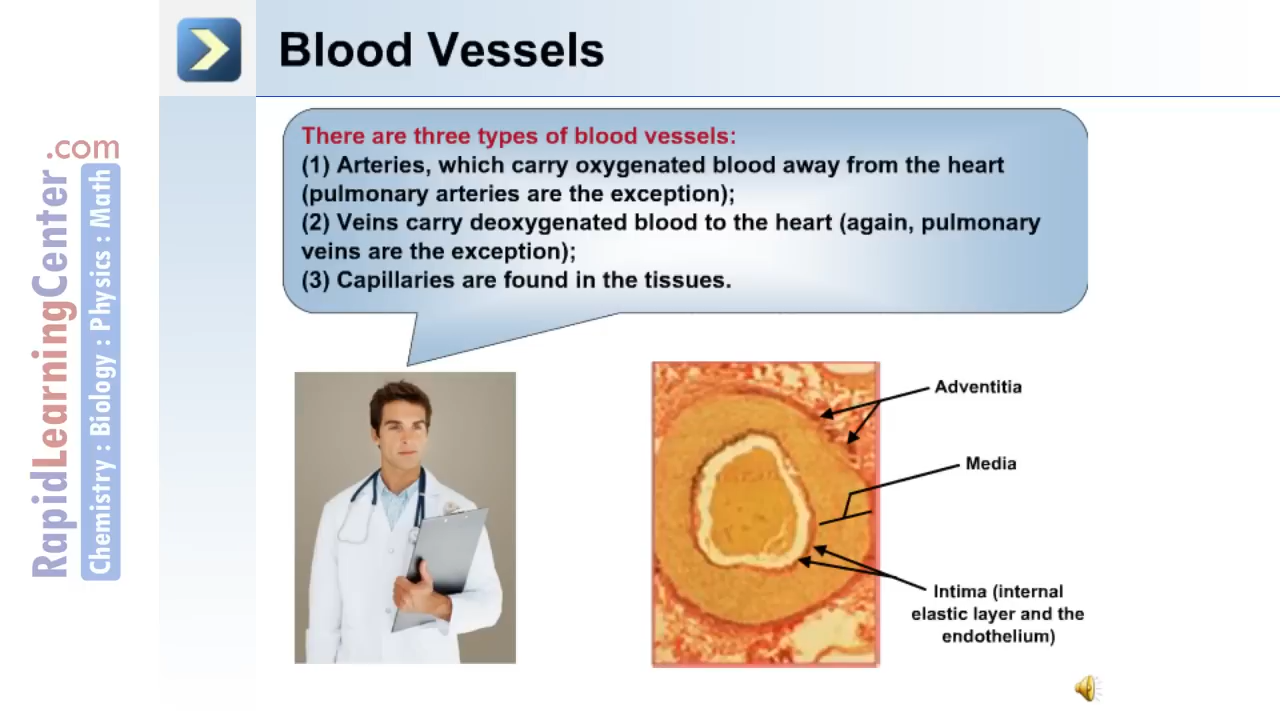 Blood Vessels
There are three types of blood vessels:
(1) Arteries, which carry oxygenated blood away from the heart
(pulmonary arteries are the exception);
(2) Veins carry deoxygenated blood to the heart (again, pulmonary
veins are the exception);
(3) Capillaries are found in the tissues.
RapidLearningCenter.com
Chemistry : Biology : Physics : Math
Adventitia
Media
Intima (internal
elastic layer and the
endothelium)